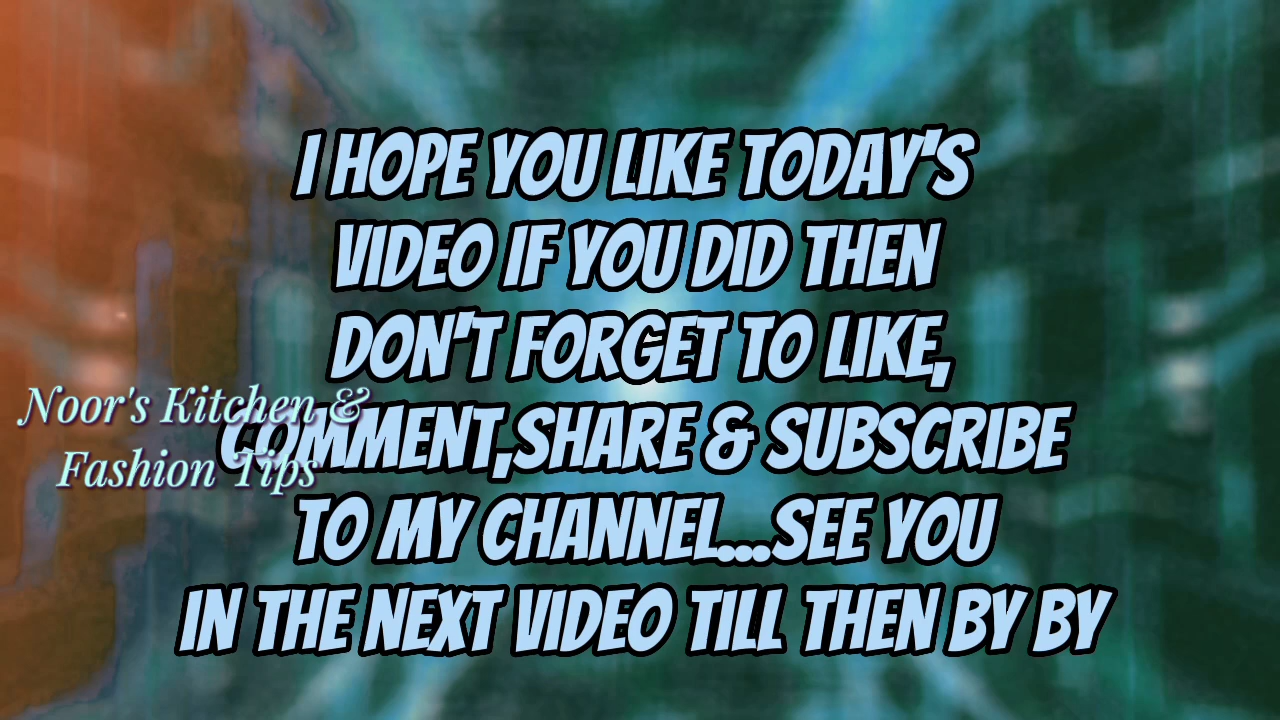 I HOPE YOU LIKE TODAY'S
VIDEO IF YOU DID THEN
DON'T FORGET TO LIKE,
COMMENT,SHARE & SUBSCRIBE
TO MY CHANNEL...SEE YOU
IN THE NEXT VIDEO TILL THEN BY BY
Noor's Kitchen &
Fashion Tips